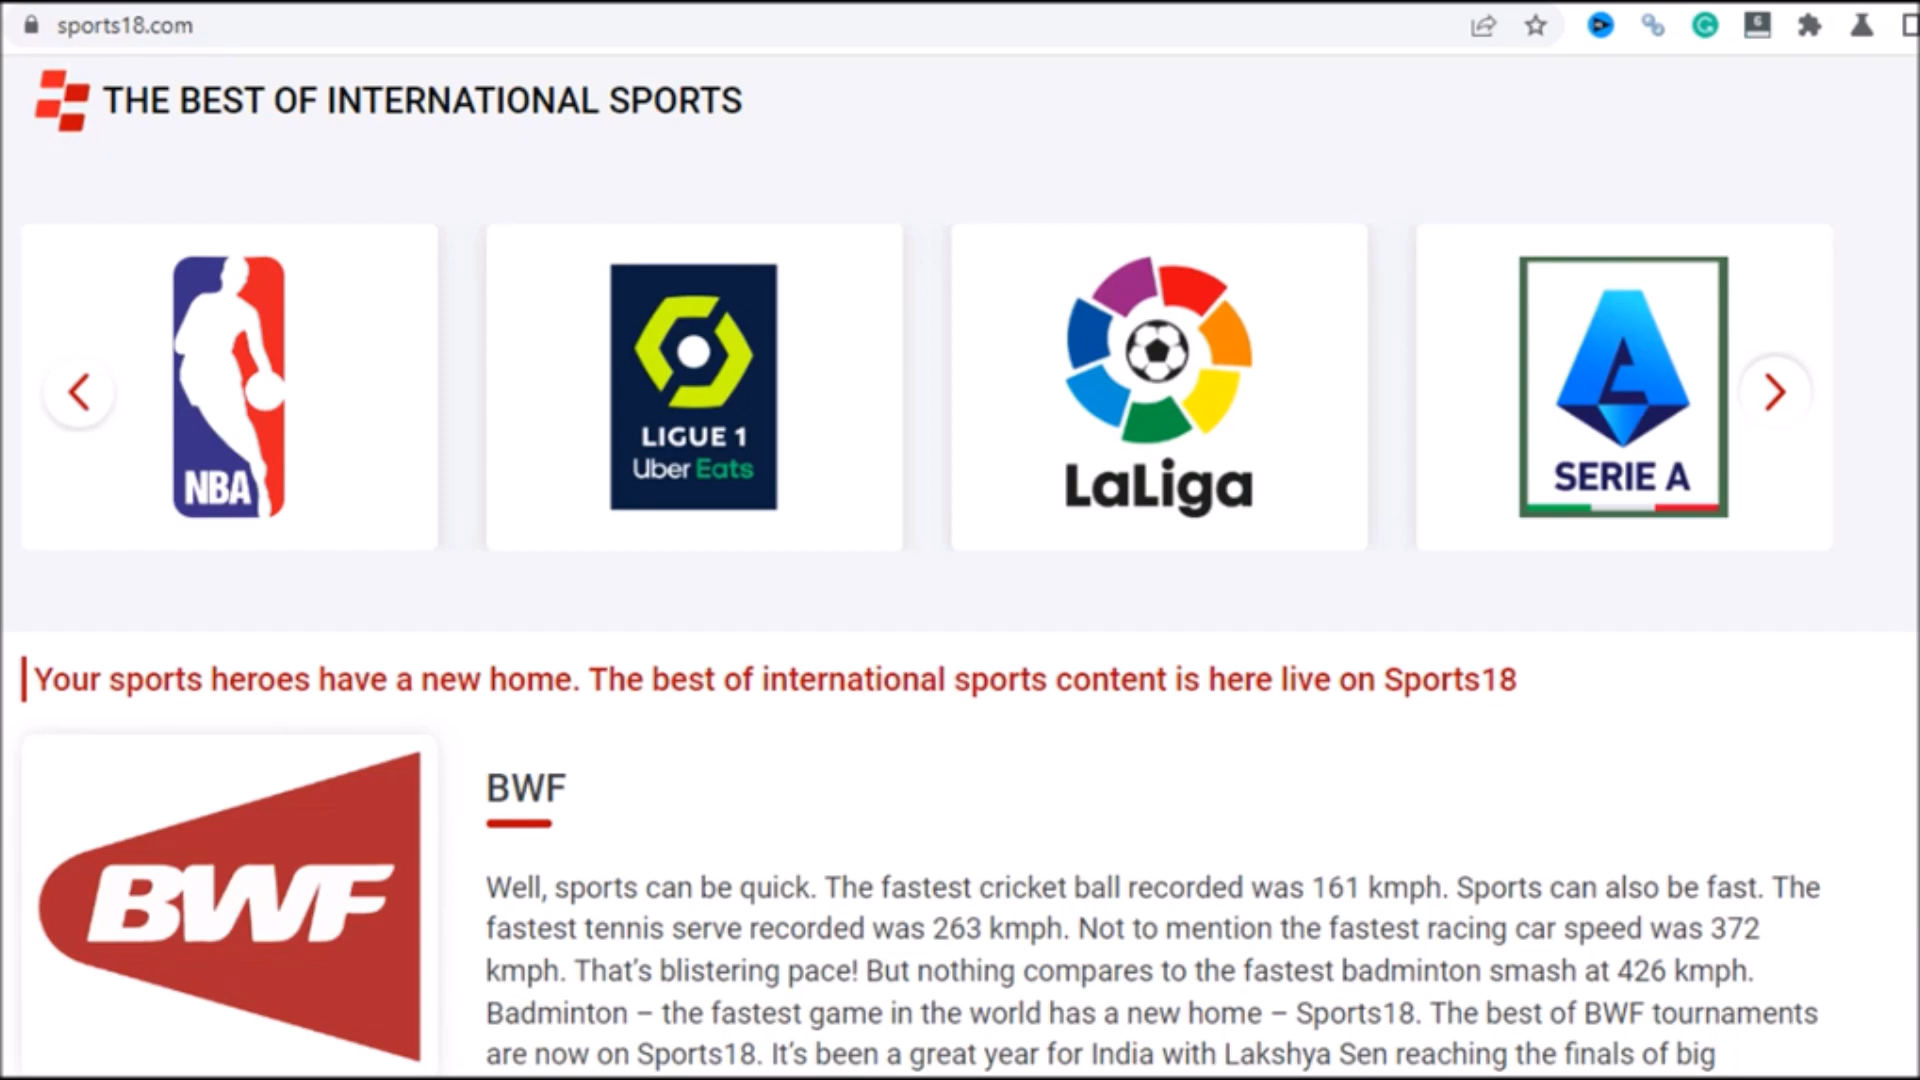 sports18.com
6
THE BEST OF INTERNATIONAL SPORTS
NBA
LIGUE 1
Uber Eats
LaLiga
SERIE A
Your sports heroes have a new home. The best of international sports content is here live on Sports18
BWF
BWF
Well, sports can be quick. The fastest cricket ball recorded was 161 kmph. Sports can also be fast. The
fastest tennis serve recorded was 263 kmph. Not to mention the fastest racing car speed was 372
kmph. That’s blistering pace! But nothing compares to the fastest badminton smash at 426 kmph.
Badminton – the fastest game in the world has a new home – Sports18. The best of BWF tournaments
are now on Sports18. It’s been a great year for India with Lakshya Sen reaching the finals of big